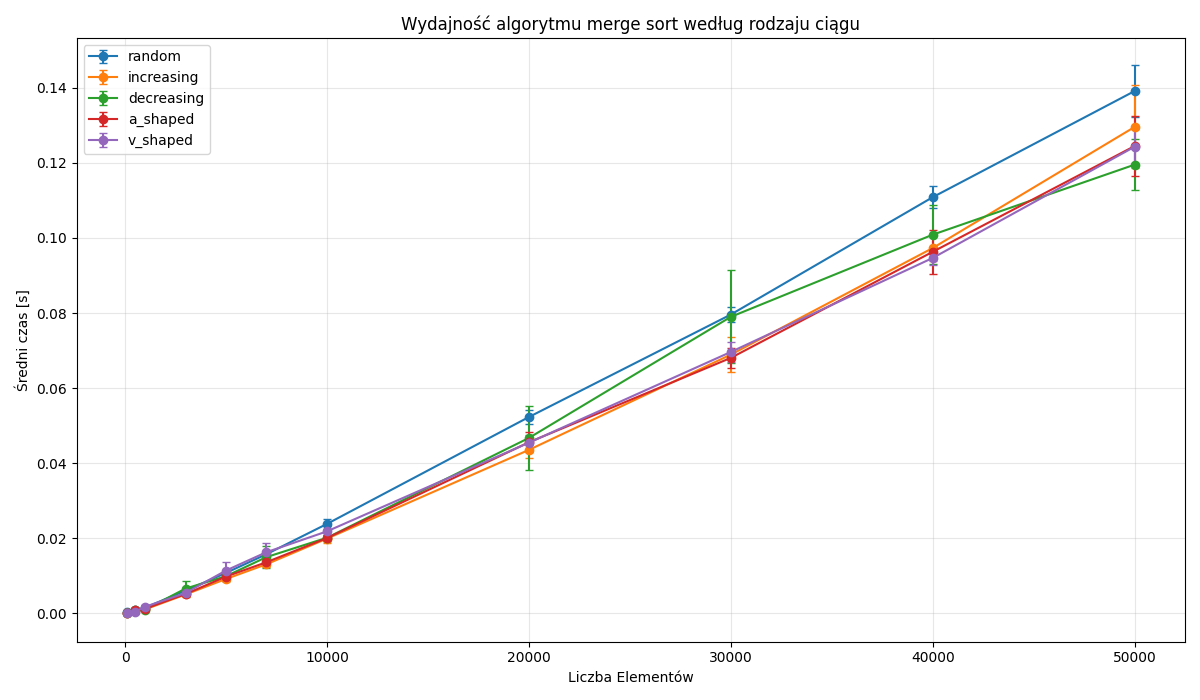 Wydajność algorytmu merge sort według rodzaju ciągu
random
increasing
decreasing
a_shaped
v_shaped
Średni czas [s]
0.14
0.12
0.10
0.08
0.06
0.04
0.02
0.00
0 10000 20000 30000 40000 50000
Liczba Elementów